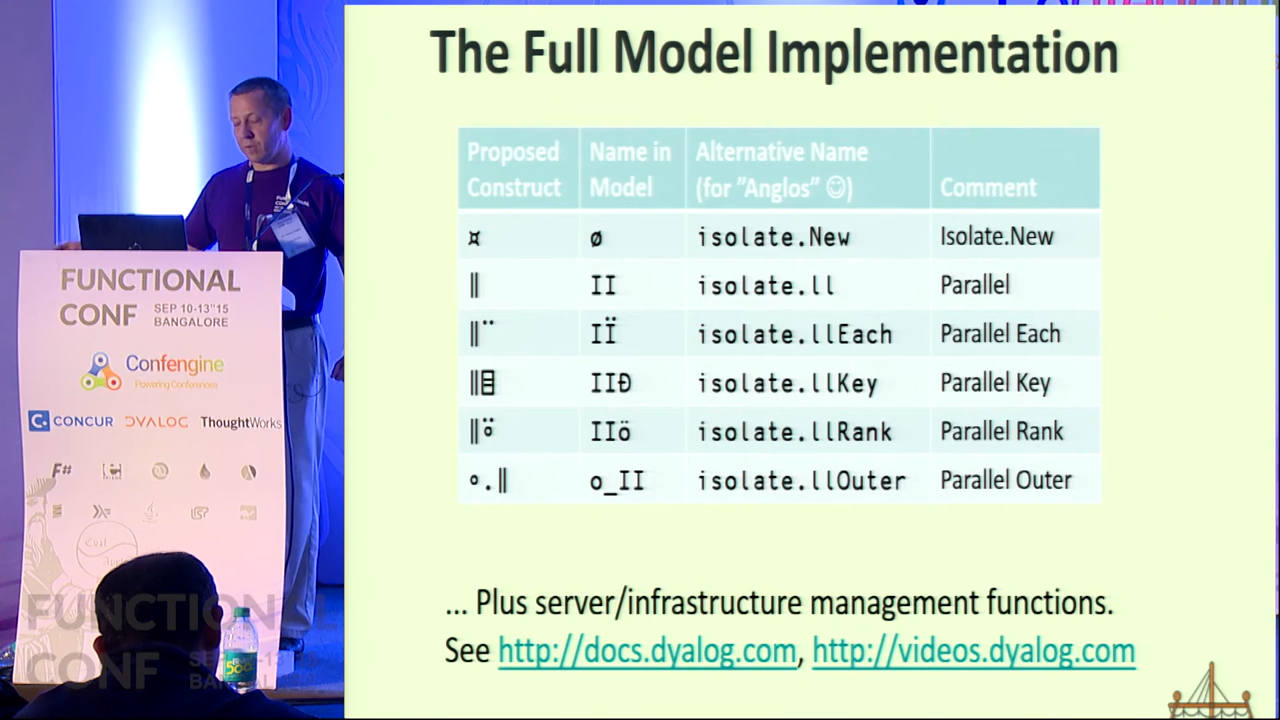 The Full Model Implementation
Proposed Construct Name in Model Alternative Name (for "Anglos" ☺) Comment
¤ ø isolate.New Isolate.New
∥ II isolate.ll Parallel
∥¨ IÏ isolate.llEach Parallel Each
∥⌸ IIÐ isolate.llKey Parallel Key
∥⍤ IIö isolate.llRank Parallel Rank
∘.∥ o_II isolate.llOuter Parallel Outer
... Plus server/infrastructure management functions.
See http://docs.dyalog.com, http://videos.dyalog.com
FUNCTIONAL
CONF SEP 10-13"15
BANGALORE
Confengine
Powering Conferences
CONCUR DYALOG ThoughtWorks
F#
FUNCTIONAL
CONF